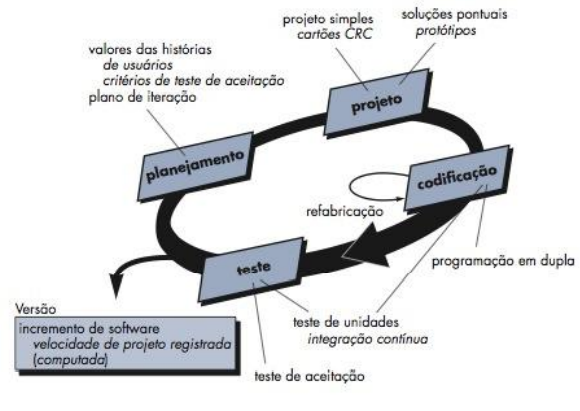 projeto simples
cartões CRC
soluções pontuais
protótipos
valores das histórias
de usuários
critérios de teste de aceitação
plano de iteração
projeto
planejamento
codificação
refabricação
programação em dupla
teste
Versão
incremento de software
velocidade de projeto registrada
(computada)
teste de unidades
integração contínua
teste de aceitação